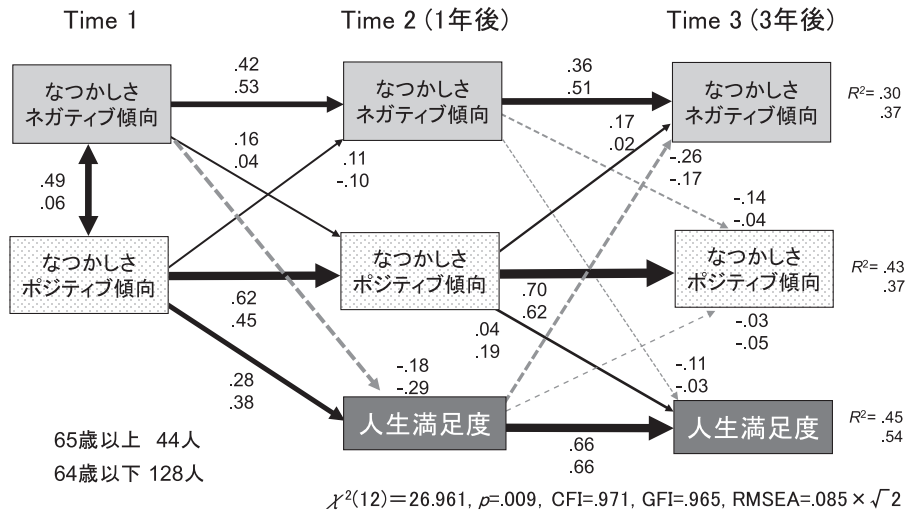 Time 1 Time 2 (1年後) Time 3 (3年後)
なつかしさ
ネガティブ傾向
.42
.53
なつかしさ
ネガティブ傾向
.36
.51
なつかしさ
ネガティブ傾向
R²= .30
.37
.16
.04
.11
-.10
.17
.02
-.26
-.17
.49
.06
-.14
-.04
なつかしさ
ポジティブ傾向
なつかしさ
ポジティブ傾向
なつかしさ
ポジティブ傾向
R²= .43
.37
.62
.45
.70
.62
.04
.19
-.03
-.05
.28
.38
-.18
-.29
-.11
-.03
人生満足度
人生満足度
R²= .45
.54
.66
.66
65歳以上 44人
64歳以下 128人
χ²(12)=26.961, p=.009, CFI=.971, GFI=.965, RMSEA=.085×√2